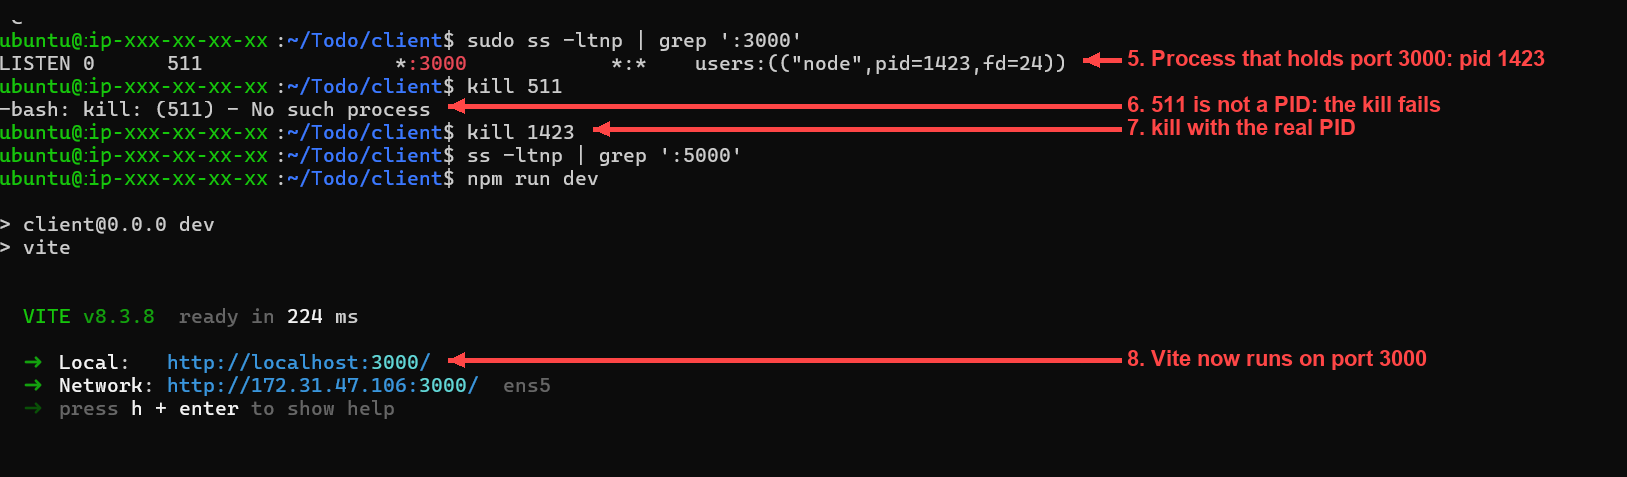 ubuntu@:ip-xxx-xx-xx-xx :~/Todo/client$ sudo ss -ltnp | grep ':3000'
LISTEN 0 511 *:3000 *:* users:(("node",pid=1423,fd=24)) 5. Process that holds port 3000: pid 1423
ubuntu@:ip-xxx-xx-xx-xx :~/Todo/client$ kill 511
-bash: kill: (511) - No such process 6. 511 is not a PID: the kill fails
ubuntu@:ip-xxx-xx-xx-xx :~/Todo/client$ kill 1423 7. kill with the real PID
ubuntu@:ip-xxx-xx-xx-xx :~/Todo/client$ ss -ltnp | grep ':5000'
ubuntu@:ip-xxx-xx-xx-xx :~/Todo/client$ npm run dev
> client@0.0.0 dev
> vite
VITE v8.3.8 ready in 224 ms
➜ Local: http://localhost:3000/ 8. Vite now runs on port 3000
➜ Network: http://172.31.47.106:3000/ ens5
➜ press h + enter to show help